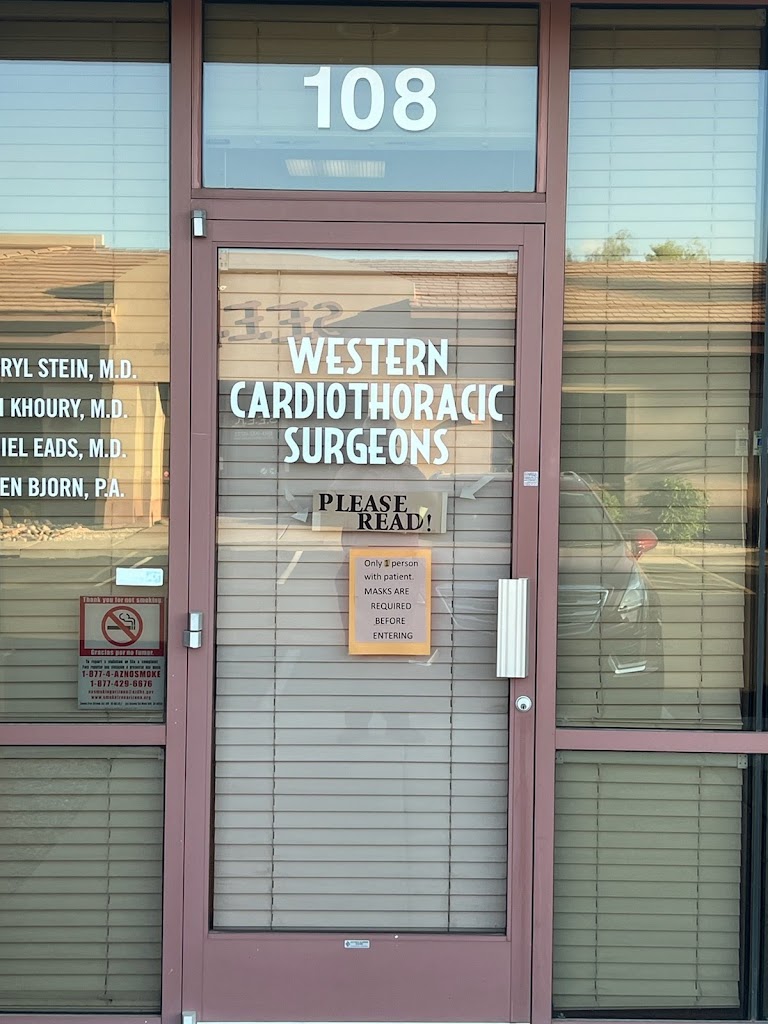 108
WESTERN
CARDIOTHORACIC
SURGEONS
RYL STEIN, M.D.
KHOURY, M.D.
IEL EADS, M.D.
EN BJORN, P.A.
PLEASE
READ!
Only 1 person
with patient.
MASKS ARE
REQUIRED
BEFORE
ENTERING
Thank you for not smoking
Gracias por no fumar.
1-877-4-AZNOSMOKE
1-877-429-6676